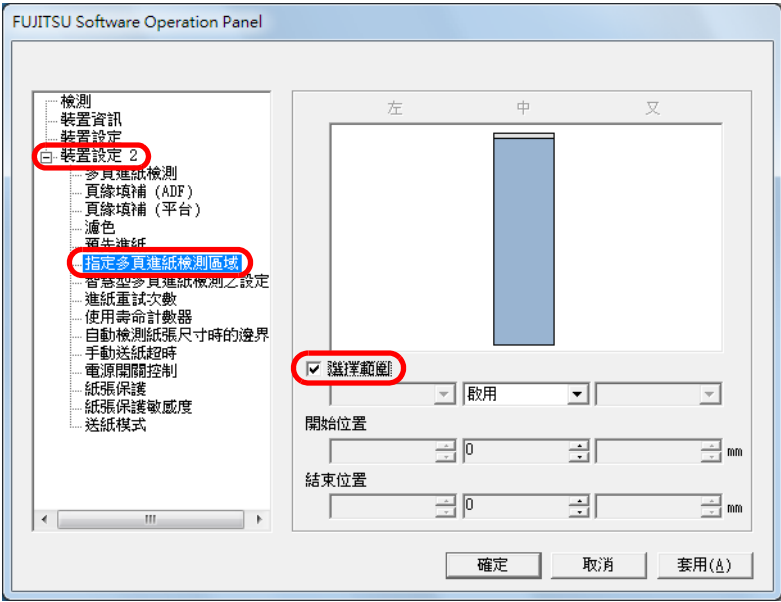 FUJITSU Software Operation Panel
檢測
裝置資訊
裝置設定
裝置設定 2
多頁進紙檢測
頁緣填補 (ADF)
頁緣填補 (平台)
濾色
預先進紙
指定多頁進紙檢測區域
智慧型多頁進紙檢測之設定
進紙重試次數
使用壽命計數器
自動檢測紙張尺寸時的邊界
手動送紙超時
電源開關控制
紙張保護
紙張保護敏感度
送紙模式
左 中 又
選擇範圍
啟用
開始位置
0 mm
結束位置
0 mm
確定 取消 套用(A)